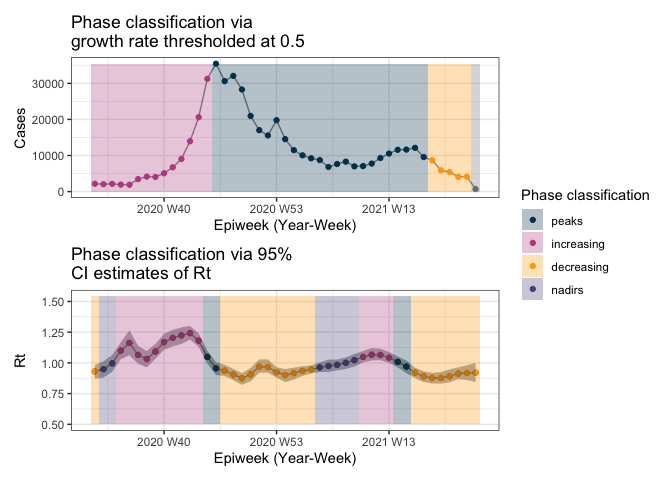 Phase classification via
growth rate thresholded at 0.5
Cases
30000
20000
10000
0
2020 W40
2020 W53
2021 W13
Epiweek (Year-Week)
Phase classification via 95%
CI estimates of Rt
Rt
1.50
1.25
1.00
0.75
0.50
2020 W40
2020 W53
2021 W13
Epiweek (Year-Week)
Phase classification
peaks
increasing
decreasing
nadirs